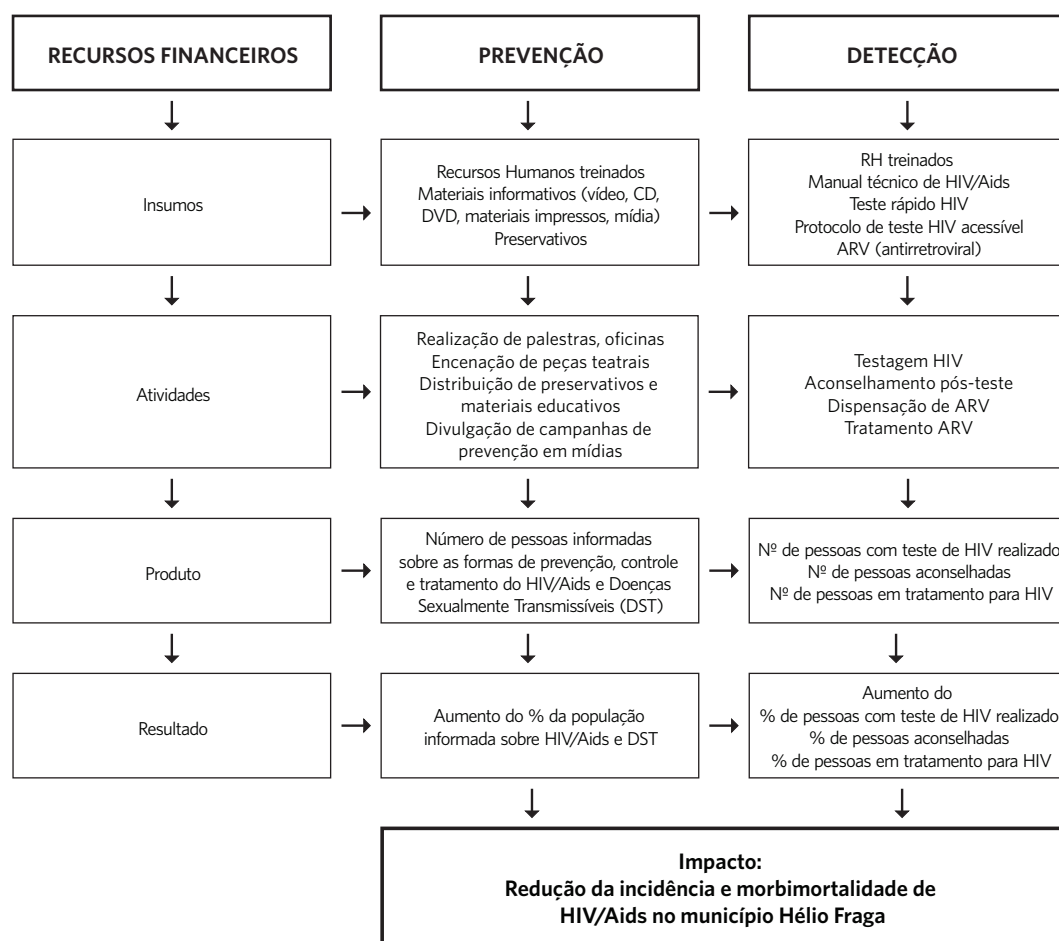 RECURSOS FINANCEIROS
PREVENÇÃO
DETECÇÃO
Insumos
Recursos Humanos treinados
Materiais informativos (vídeo, CD,
DVD, materiais impressos, mídia)
Preservativos
RH treinados
Manual técnico de HIV/Aids
Teste rápido HIV
Protocolo de teste HIV acessível
ARV (antirretroviral)
Atividades
Realização de palestras, oficinas
Encenação de peças teatrais
Distribuição de preservativos e
materiais educativos
Divulgação de campanhas de
prevenção em mídias
Testagem HIV
Aconselhamento pós-teste
Dispensação de ARV
Tratamento ARV
Produto
Número de pessoas informadas
sobre as formas de prevenção, controle
e tratamento do HIV/Aids e Doenças
Sexualmente Transmissíveis (DST)
Nº de pessoas com teste de HIV realizado
Nº de pessoas aconselhadas
Nº de pessoas em tratamento para HIV
Resultado
Aumento do % da população
informada sobre HIV/Aids e DST
Aumento do
% de pessoas com teste de HIV realizado
% de pessoas aconselhadas
% de pessoas em tratamento para HIV
Impacto:
Redução da incidência e morbimortalidade de
HIV/Aids no município Hélio Fraga